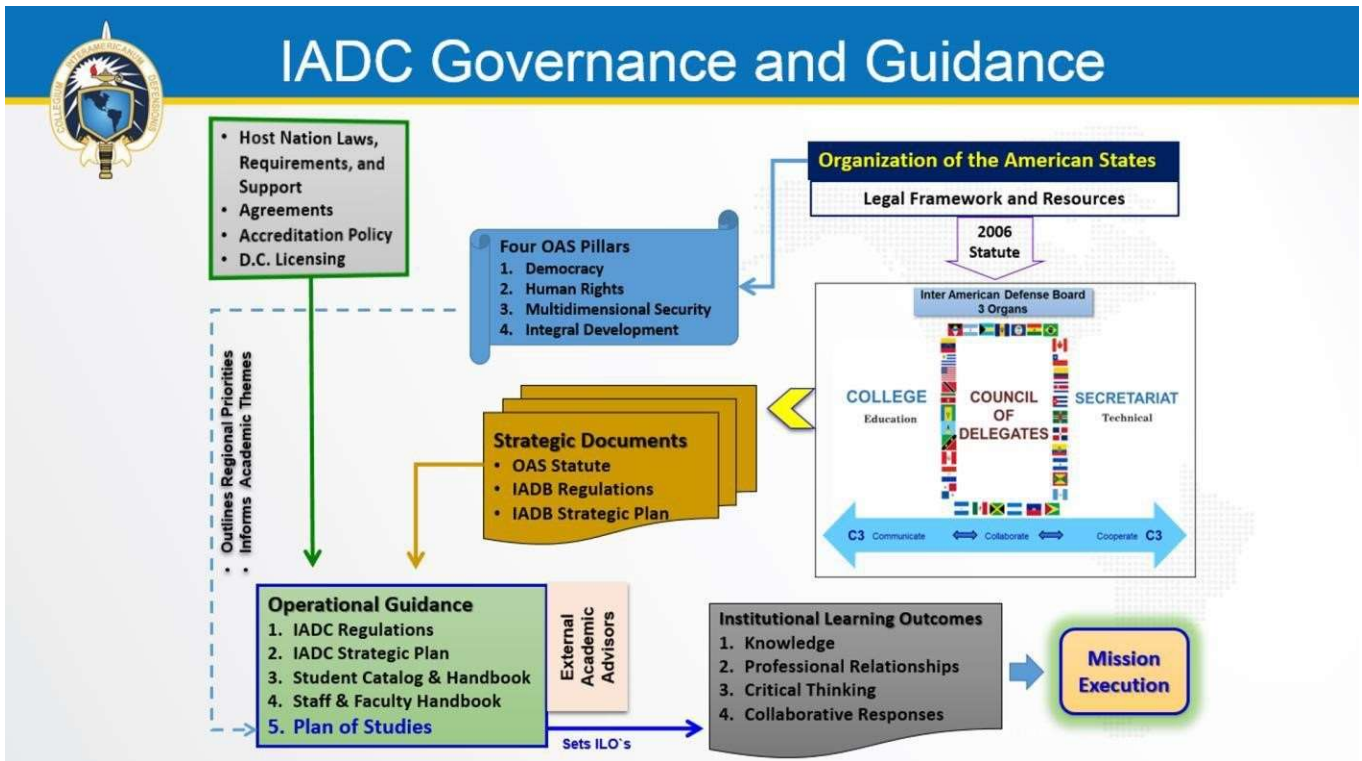 IADC Governance and Guidance
COLLEGIUM INTERAMERICANUM DEFENSIONIS
• Host Nation Laws,
Requirements, and
Support
• Agreements
• Accreditation Policy
• D.C. Licensing
Organization of the American States
Legal Framework and Resources
2006
Statute
Four OAS Pillars
1. Democracy
2. Human Rights
3. Multidimensional Security
4. Integral Development
Inter American Defense Board
3 Organs
COLLEGE
Education
COUNCIL
OF
DELEGATES
SECRETARIAT
Technical
C3 Communicate Collaborate Cooperate C3
• Outlines Regional Priorities
• Informs Academic Themes
Strategic Documents
• OAS Statute
• IADB Regulations
• IADB Strategic Plan
Operational Guidance
1. IADC Regulations
2. IADC Strategic Plan
3. Student Catalog & Handbook
4. Staff & Faculty Handbook
5. Plan of Studies
External
Academic
Advisors
Sets ILO`s
Institutional Learning Outcomes
1. Knowledge
2. Professional Relationships
3. Critical Thinking
4. Collaborative Responses
Mission
Execution